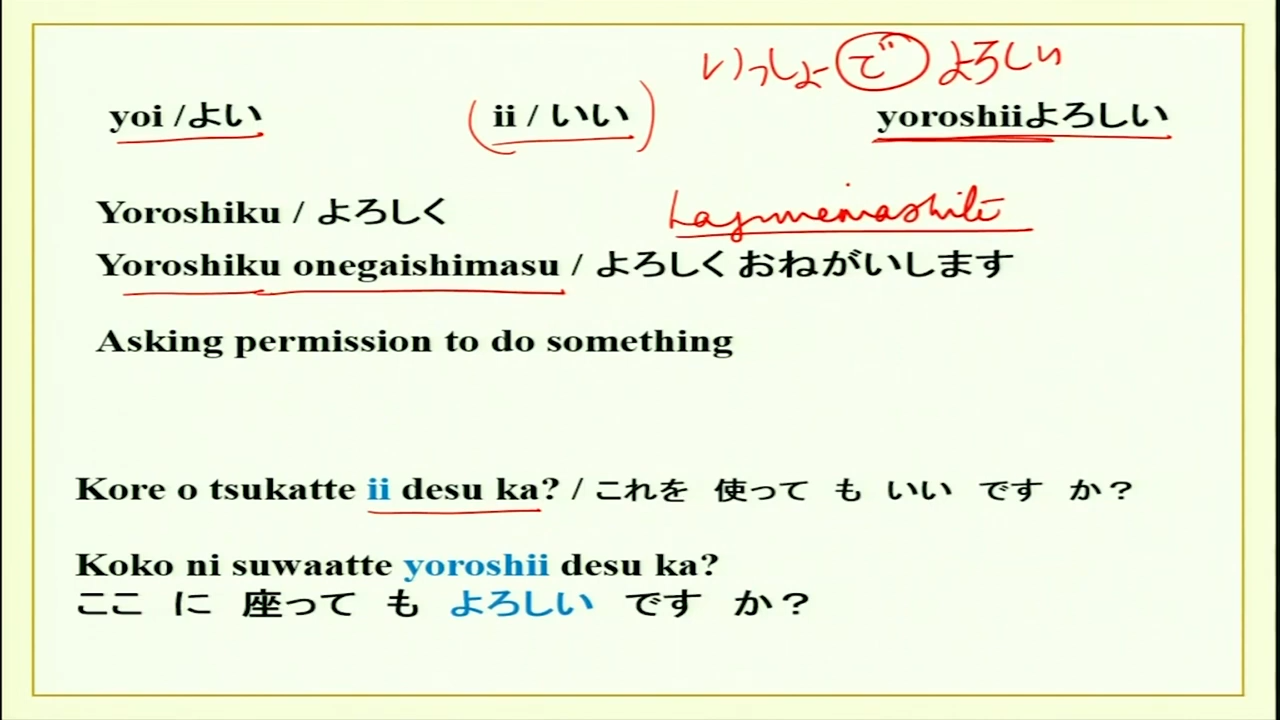 いっしょ で よろしい
yoi /よい ii / いい yoroshiiよろしい
Yoroshiku / よろしく hajimemashite
Yoroshiku onegaishimasu / よろしく おねがいします
Asking permission to do something
Kore o tsukatte ii desu ka? / これを 使って も いい です か？
Koko ni suwaatte yoroshii desu ka?
ここ に 座って も よろしい です か？